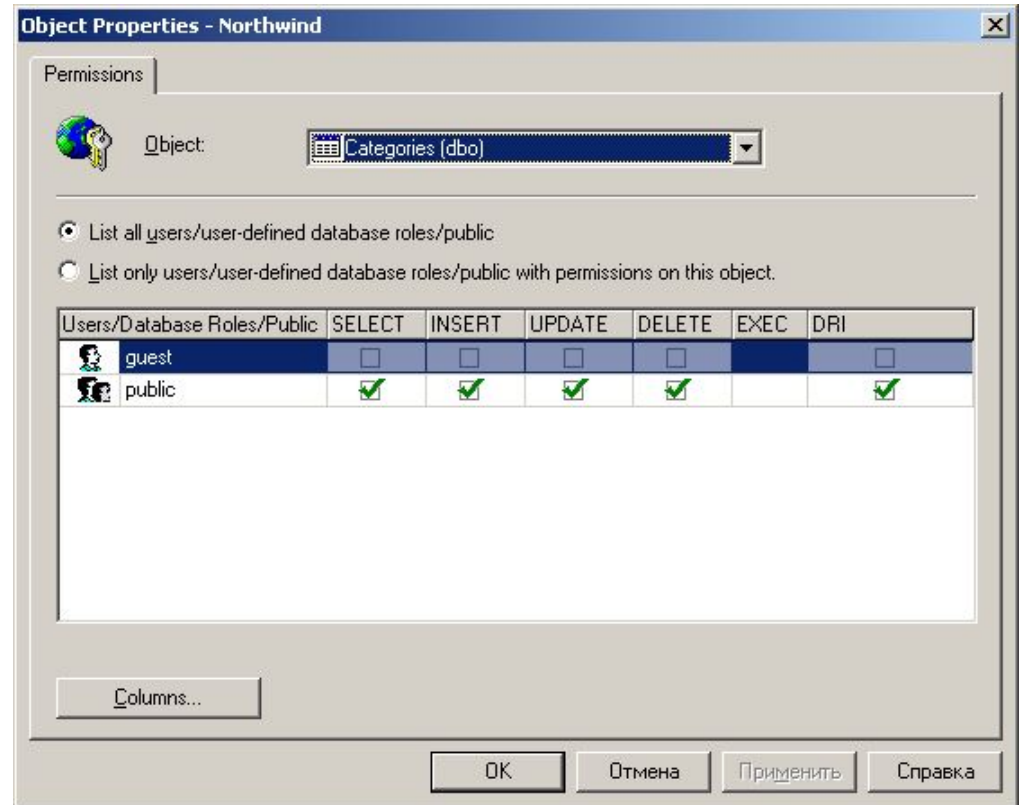 Object Properties - Northwind
Permissions
Object:
Categories (dbo)
List all users/user-defined database roles/public
List only users/user-defined database roles/public with permissions on this object.
Users/Database Roles/Public SELECT INSERT UPDATE DELETE EXEC DRI
guest
public
Columns...
OK Отмена Применить Справка